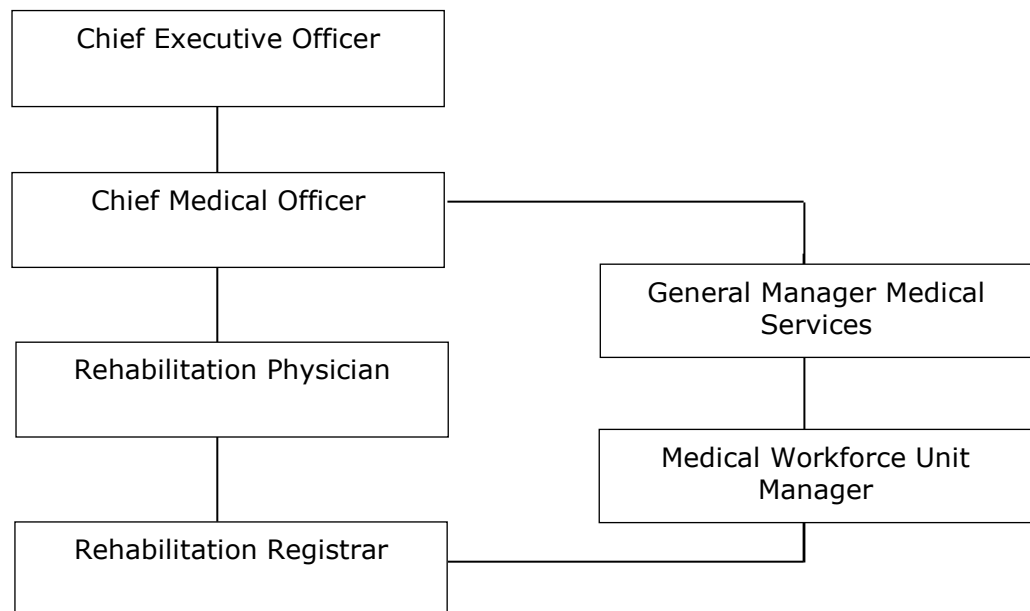 Chief Executive Officer
Chief Medical Officer
General Manager Medical
Services
Rehabilitation Physician
Medical Workforce Unit
Manager
Rehabilitation Registrar